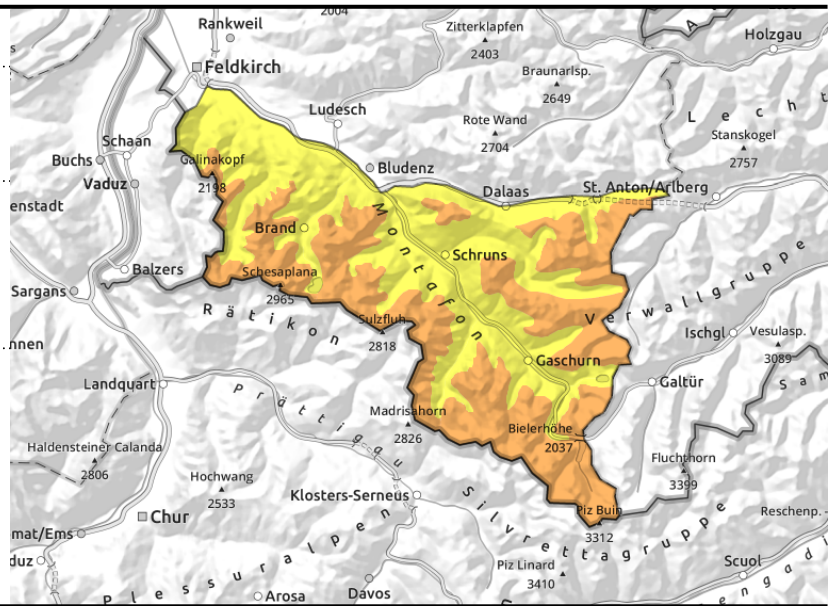 2004
Rankweil
Zitterklapfen
2403
Holzgau
Feldkirch
Braunarlsp.
2649
Ludesch
Rote Wand
2704
Lecht
Stanskogel
2757
Schaan
Buchs
Galinakopf
2198
Bludenz
Vaduz
Dalaas
St. Anton/Arlberg
enstadt
Brand
Montafon
Schruns
Balzers
Schesaplana
2965
Sargans
Rätikon
Sulzfluh
2818
Verwallgruppe
Ischgl
Vesulasp.
3089
nnen
Gaschurn
Landquart
Galtür
Sam
Prättigau
Madrisahorn
2826
Bielerhöhe
2037
Haldensteiner Calanda
2806
Fluchthorn
3399
Hochwang
2533
Klosters-Serneus
Silvrettagruppe
Piz Buin
3312
Reschenp.
Chur
mat/Ems
Plessuralpen
duz
Piz Linard
3410
Scuol
Arosa
Davos
engadi